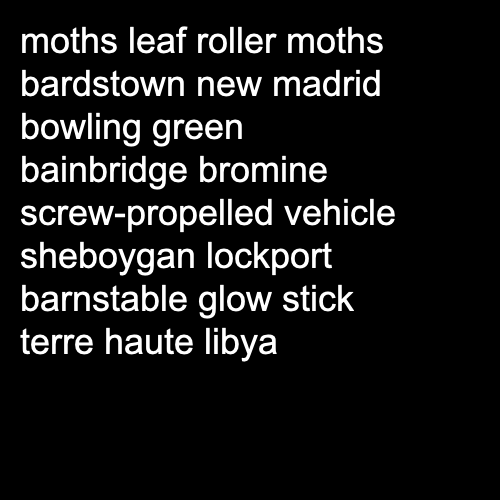 moths leaf roller moths
bardstown new madrid
bowling green
bainbridge bromine
screw-propelled vehicle
sheboygan lockport
barnstable glow stick
terre haute libya